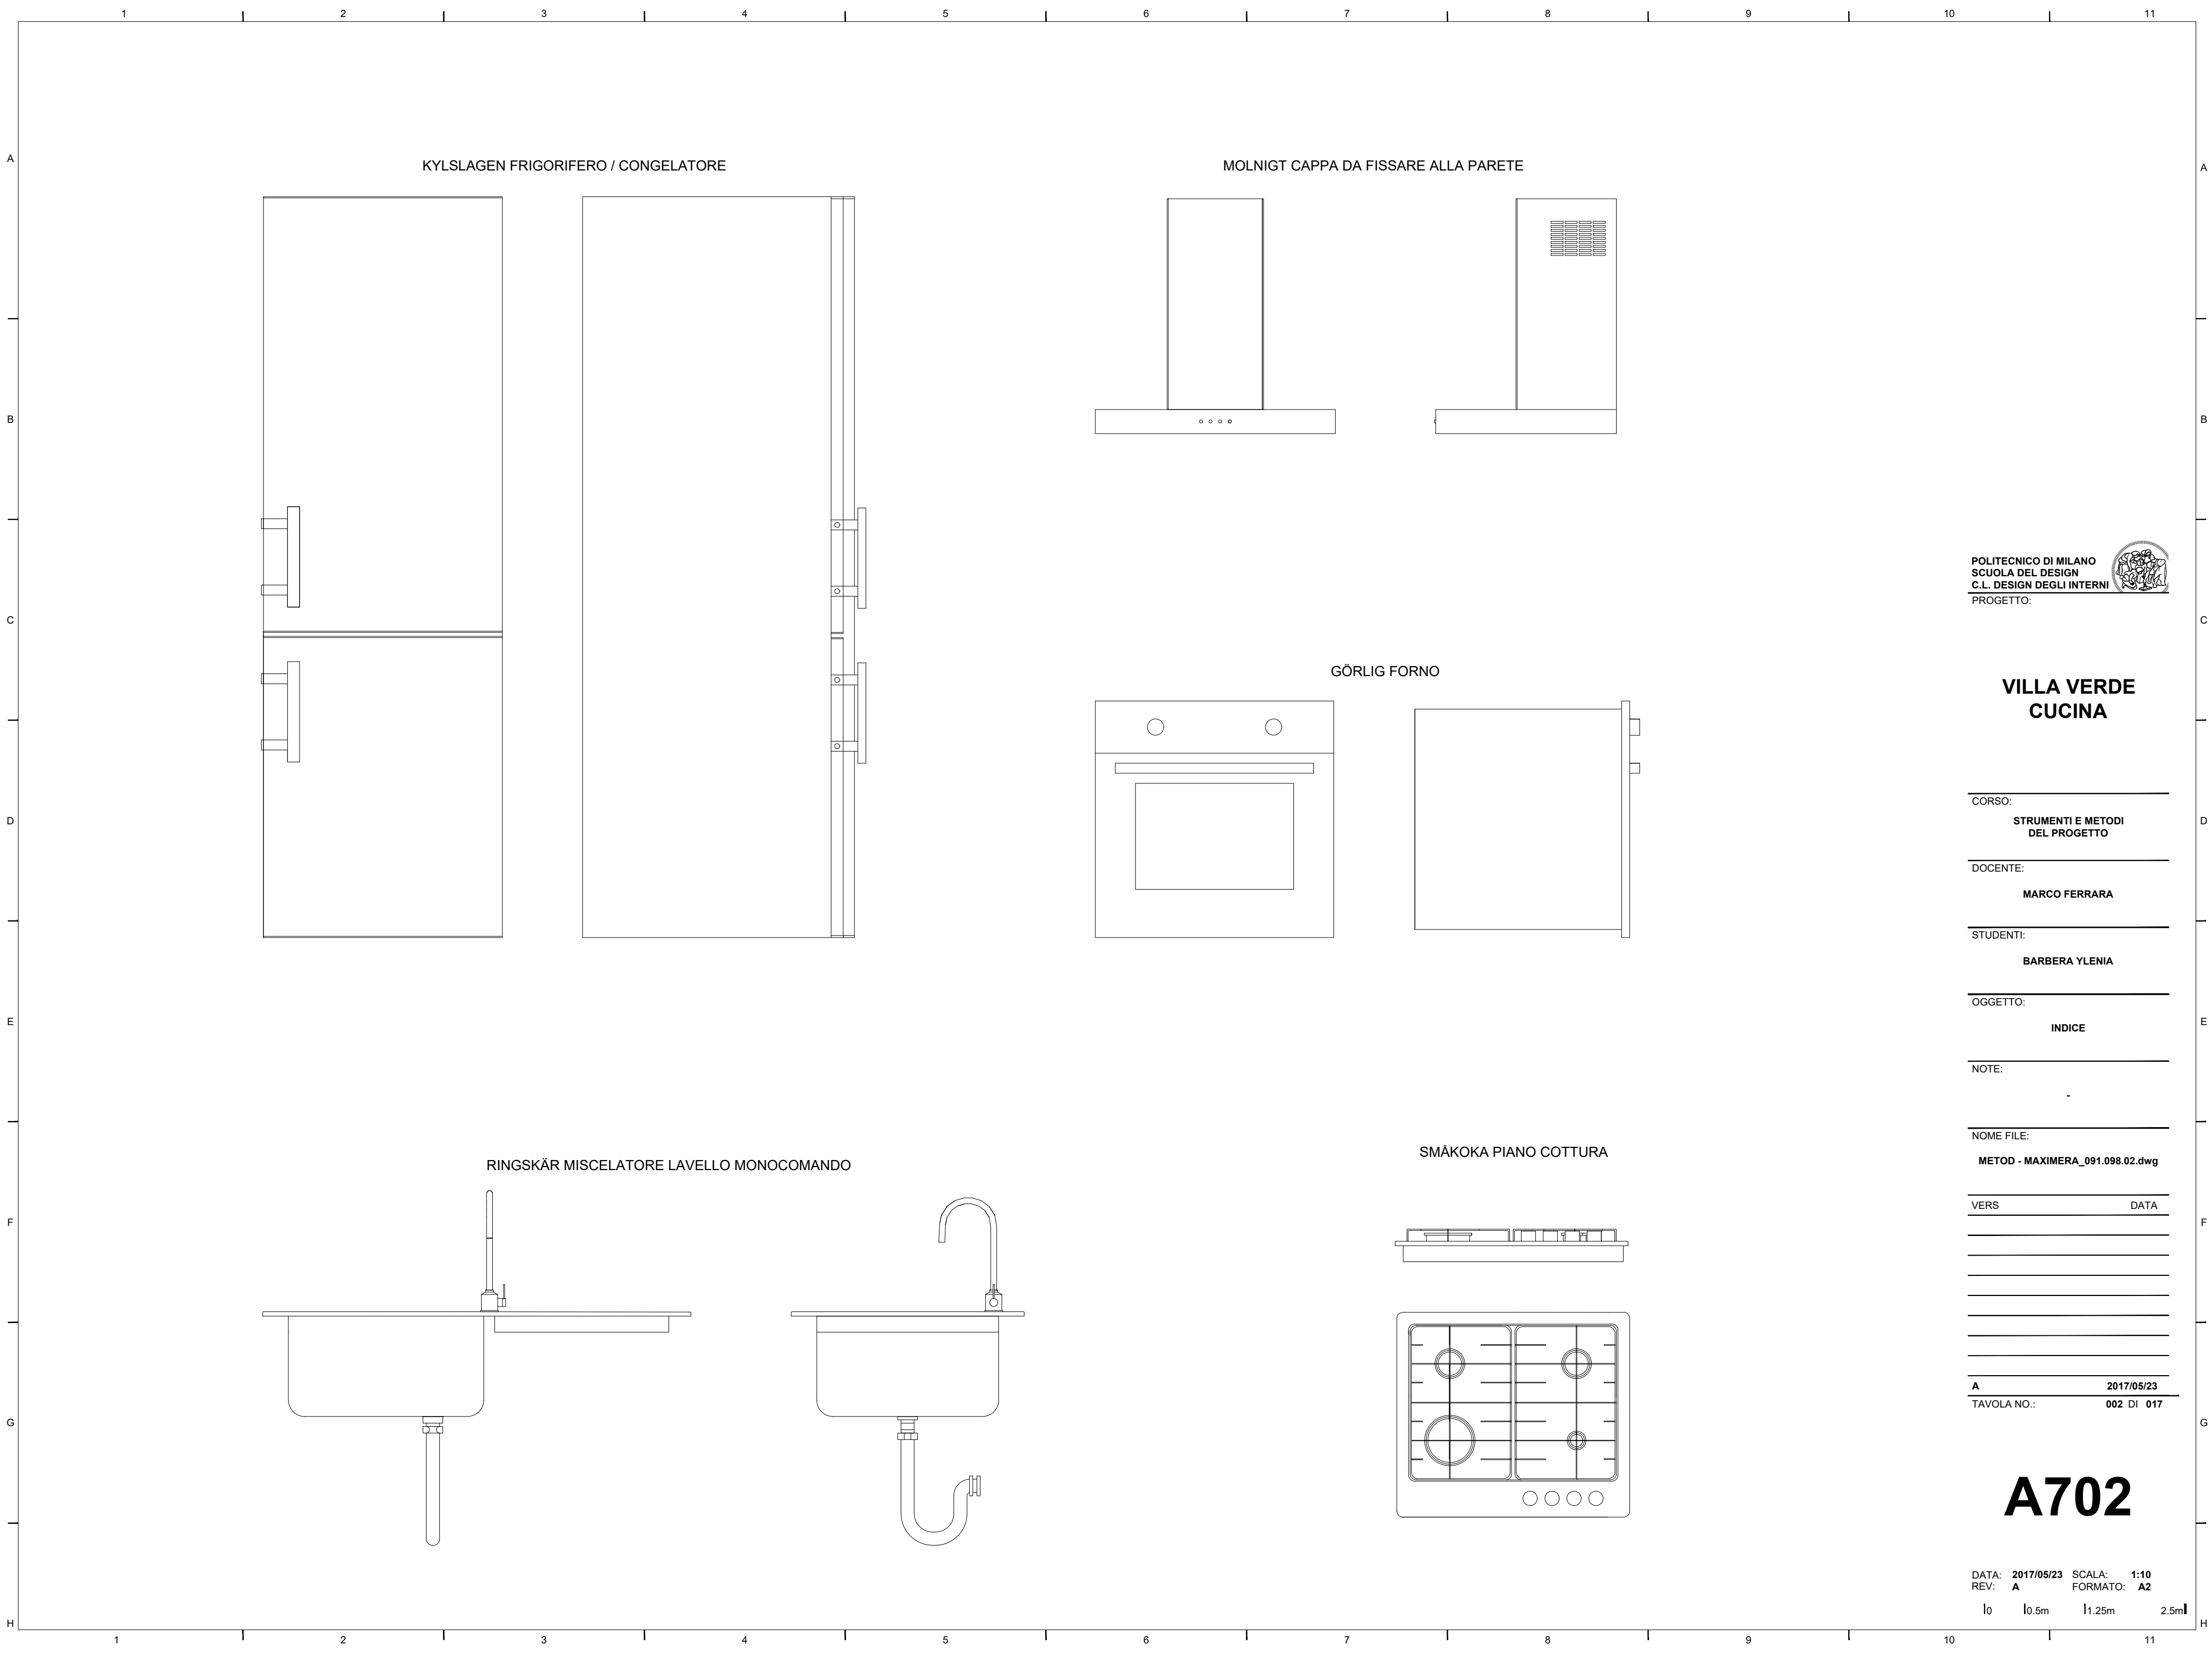 1 2 3 4 5 6 7 8 9 10 11
A A
KYLSLAGEN FRIGORIFERO / CONGELATORE
MOLNIGT CAPPA DA FISSARE ALLA PARETE
B B
C C
GÖRLIG FORNO
D D
E E
RINGSKÄR MISCELATORE LAVELLO MONOCOMANDO
SMÅKOKA PIANO COTTURA
F F
G G
H H
1 2 3 4 5 6 7 8 9 10 11
POLITECNICO DI MILANO
SCUOLA DEL DESIGN
C.L. DESIGN DEGLI INTERNI
PROGETTO:
VILLA VERDE
CUCINA
CORSO:
STRUMENTI E METODI
DEL PROGETTO
DOCENTE:
MARCO FERRARA
STUDENTI:
BARBERA YLENIA
OGGETTO:
INDICE
NOTE:
-
NOME FILE:
METOD - MAXIMERA_091.098.02.dwg
VERS DATA
A 2017/05/23
TAVOLA NO.: 002 DI 017
A702
DATA: 2017/05/23 SCALA: 1:10
REV: A FORMATO: A2
0 0.5m 1.25m 2.5m